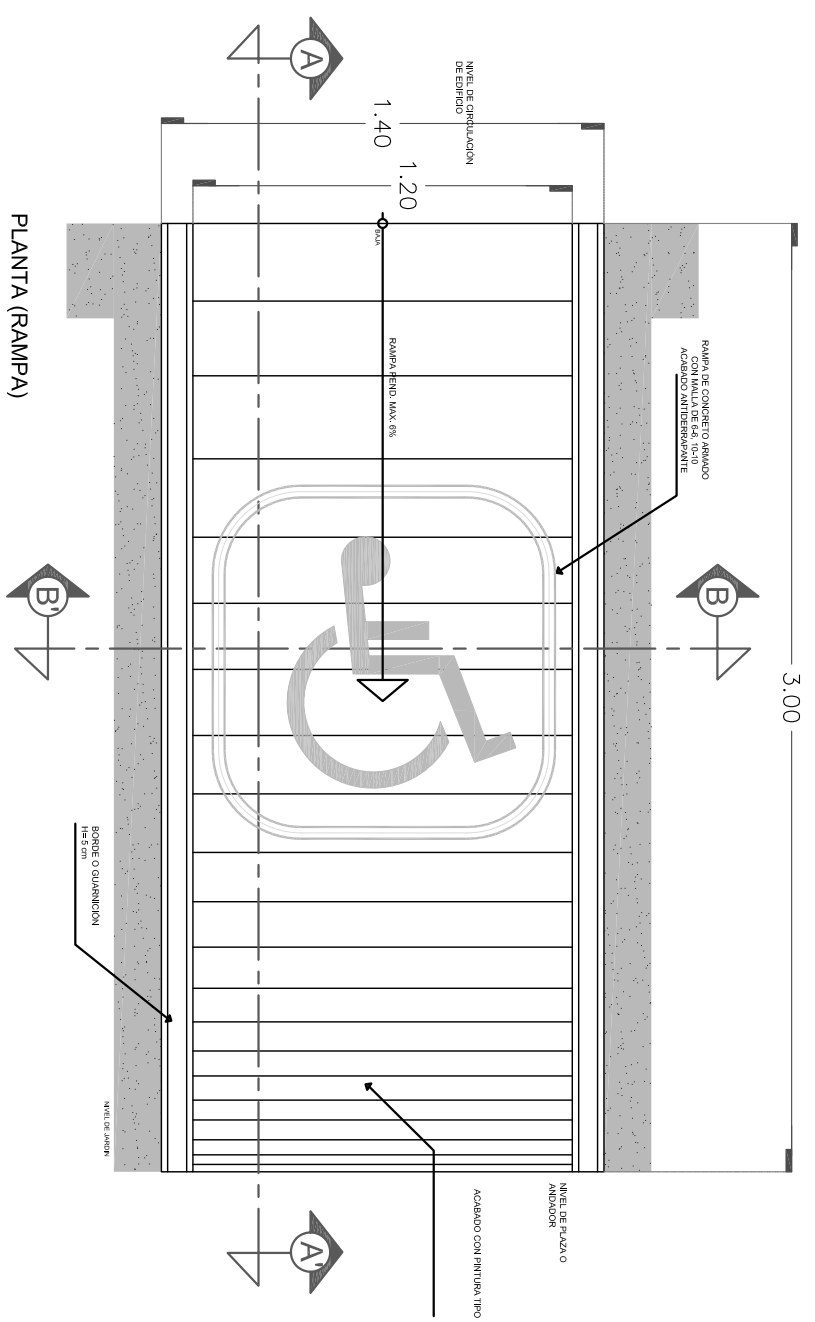 A
NIVEL DE CIRCULACIÓN
DE EDIFICIO
1.40
1.20
BAJA
RAMPA PEND. MAX. 6%
RAMPA DE CONCRETO ARMADO
CON MALLA DE 6-6, 10-10
ACABADO ANTIDERRAPANTE
3.00
B
B'
BORDE O GUARNICIÓN
H= 5 cm
NIVEL DE JARDIN
NIVEL DE PLAZA O
ANDADOR
ACABADO CON PINTURA TIPO
A'
PLANTA (RAMPA)